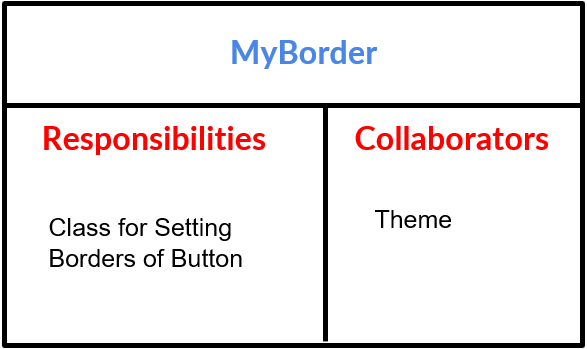 MyBorder
Responsibilities
Class for Setting
Borders of Button
Collaborators
Theme